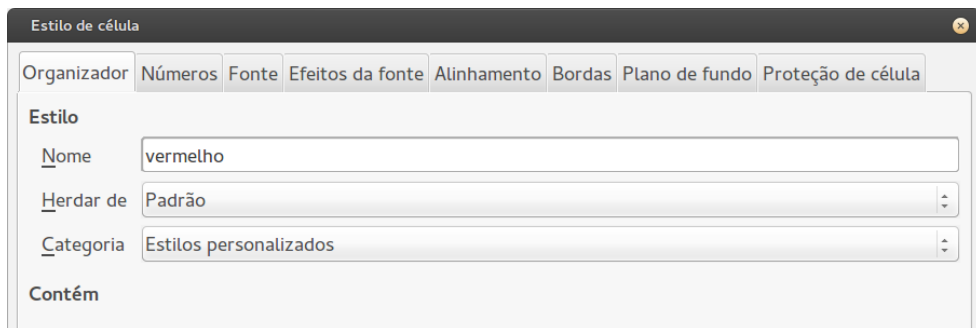 Estilo de célula
Organizador Números Fonte Efeitos da fonte Alinhamento Bordas Plano de fundo Proteção de célula
Estilo
Nome vermelho
Herdar de Padrão
Categoria Estilos personalizados
Contém